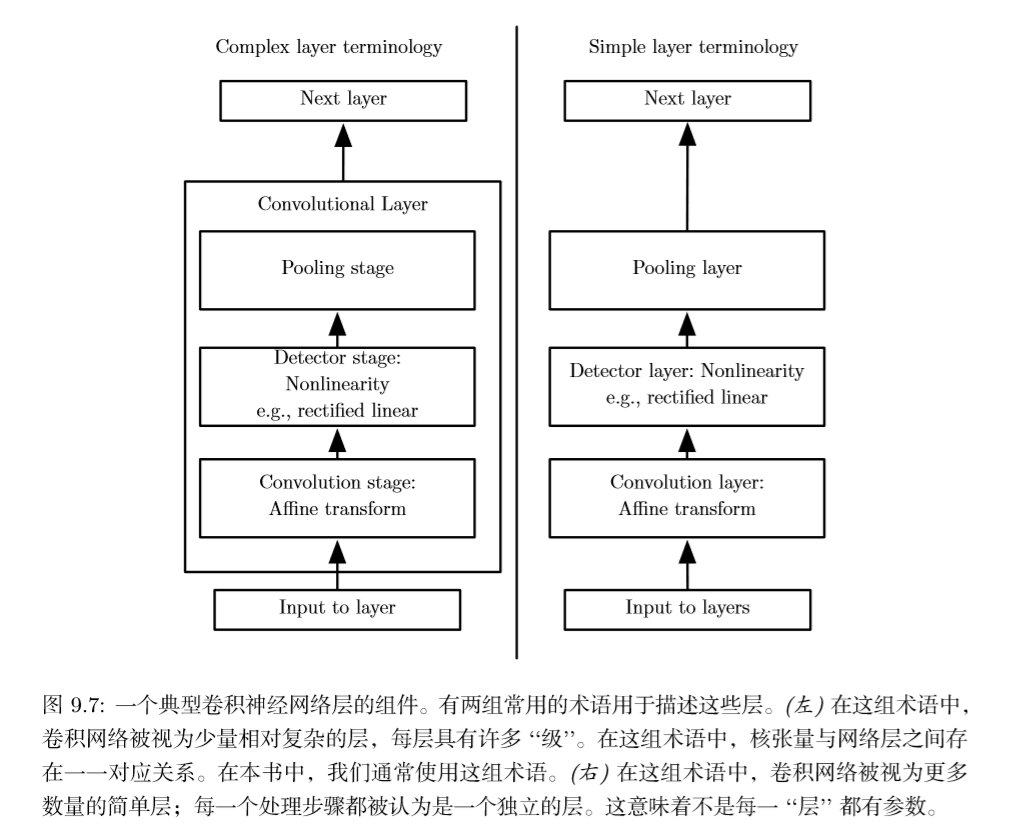 Complex layer terminology
Next layer
Convolutional Layer
Pooling stage
Detector stage:
Nonlinearity
e.g., rectified linear
Convolution stage:
Affine transform
Input to layer
Simple layer terminology
Next layer
Pooling layer
Detector layer: Nonlinearity
e.g., rectified linear
Convolution layer:
Affine transform
Input to layers
图 9.7: 一个典型卷积神经网络层的组件。有两组常用的术语用于描述这些层。(左) 在这组术语中，
卷积网络被视为少量相对复杂的层，每层具有许多 “级”。在这组术语中，核张量与网络层之间存
在一一对应关系。在本书中，我们通常使用这组术语。(右) 在这组术语中，卷积网络被视为更多
数量的简单层；每一个处理步骤都被认为是一个独立的层。这意味着不是每一 “层” 都有参数。